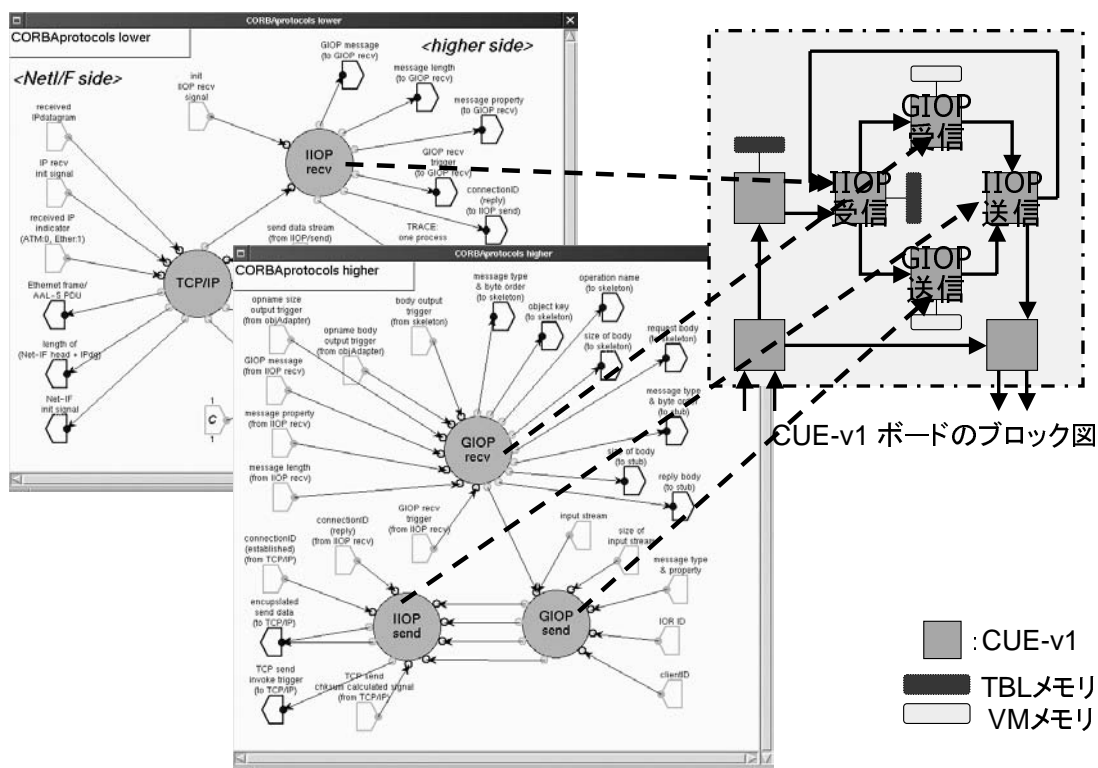 CORBAprotocols lower
CORBAprotocols lower
<higher side>
<NetI/F side>
GIOP message
(to GIOP recv)
init
IIOP recv
signal
message length
(to GIOP recv)
message property
(to GIOP recv)
received
IPdatagram
IIOP
recv
GIOP recv
trigger
(to GIOP recv)
IP recv
init signal
connectionID
(reply)
(to IIOP send)
received IP
indicator
(ATM:0, Ether:1)
send data stream
(from IIOP/send)
TRACE:
one process
TCP/IP
Ethernet frame/
AAL-5 PDU
length of
(Net-IF head + IPdg)
Net-IF
init signal
1
C
1
CORBAprotocols higher
CORBAprotocols higher
opname size
output trigger
(from objAdapter)
body output
trigger
(from skeleton)
message type
& byte order
(to skeleton)
operation name
(to skeleton)
object key
(to skeleton)
opname body
output trigger
(from objAdapter)
size of body
(to skeleton)
request body
(to skeleton)
GIOP message
(from IIOP recv)
message type
& byte order
(to stub)
message property
(from IIOP recv)
GIOP
recv
size of body
(to stub)
message length
(from IIOP recv)
reply body
(to stub)
GIOP recv
trigger
(from IIOP recv)
connectionID
(reply)
(from IIOP recv)
input stream
size of
input stream
connectionID
(established)
(from TCP/IP)
message type
& property
encupslated
send data
(to TCP/IP)
IIOP
send
GIOP
send
IOR ID
TCP send
invoke trigger
(to TCP/IP)
TCP send
chksum calculated signal
(from TCP/IP)
clientID
GIOP
受信
IIOP
受信
IIOP
送信
GIOP
送信
CUE-v1 ボードのブロック図
: CUE-v1
TBLメモリ
VMメモリ